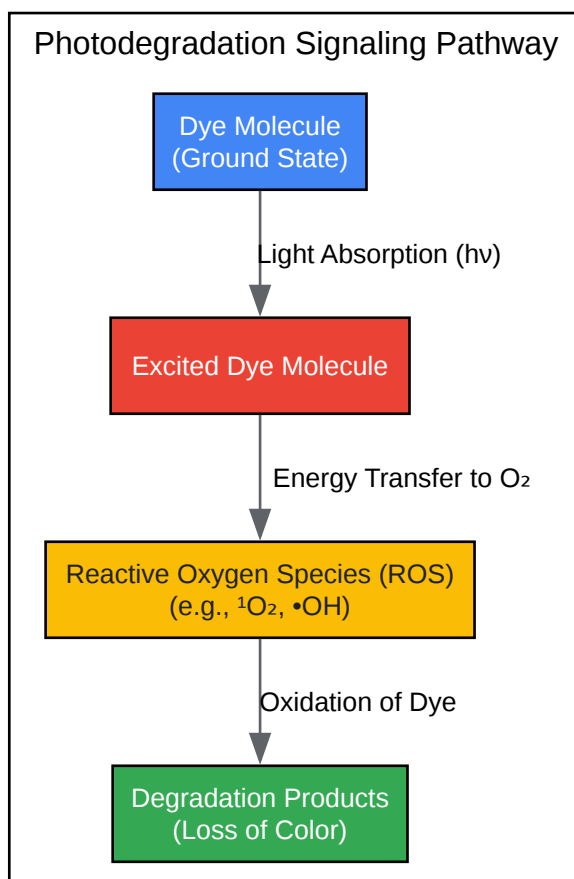 Photodegradation Signaling Pathway
Dye Molecule
(Ground State)
Light Absorption (hν)
Excited Dye Molecule
Energy Transfer to O₂
Reactive Oxygen Species (ROS)
(e.g., ¹O₂, •OH)
Oxidation of Dye
Degradation Products
(Loss of Color)